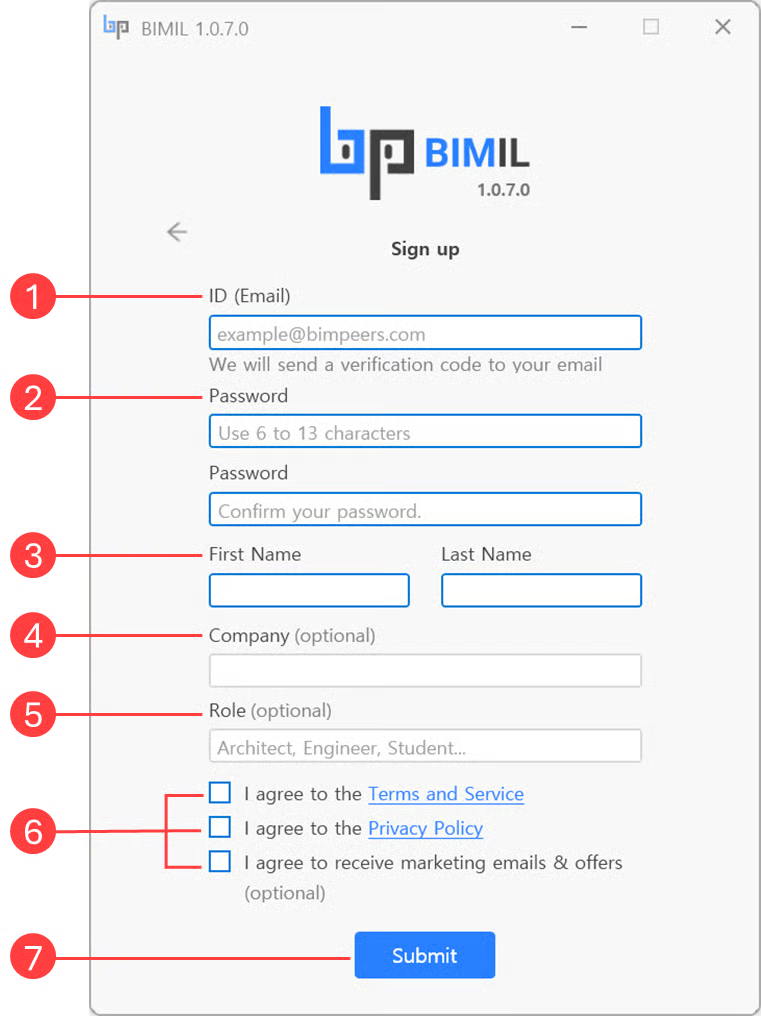 bp BIMIL 1.0.7.0
bp BIMIL
1.0.7.0
Sign up
1 ID (Email)
example@bimpeers.com
We will send a verification code to your email
2 Password
Use 6 to 13 characters
Password
Confirm your password.
3 First Name Last Name
4 Company (optional)
5 Role (optional)
Architect, Engineer, Student...
I agree to the Terms and Service
6 I agree to the Privacy Policy
I agree to receive marketing emails & offers
(optional)
7 Submit